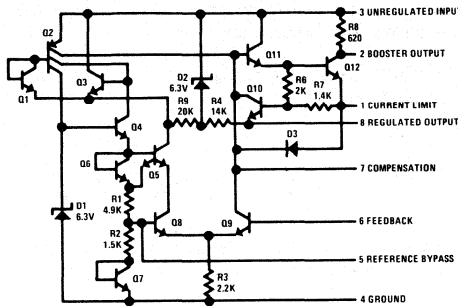 3 UNREGULATED INPUT
R8
620
2 BOOSTER OUTPUT
Q2
Q11
Q12
Q1
Q3
D2
6.3V
Q10
R6
2K
R7
1.4K
1 CURRENT LIMIT
R9
20K
R4
14K
8 REGULATED OUTPUT
Q4
D3
Q6
Q5
7 COMPENSATION
D1
6.3V
R1
4.9K
Q8
Q9
6 FEEDBACK
R2
1.5K
5 REFERENCE BYPASS
Q7
R3
2.2K
4 GROUND